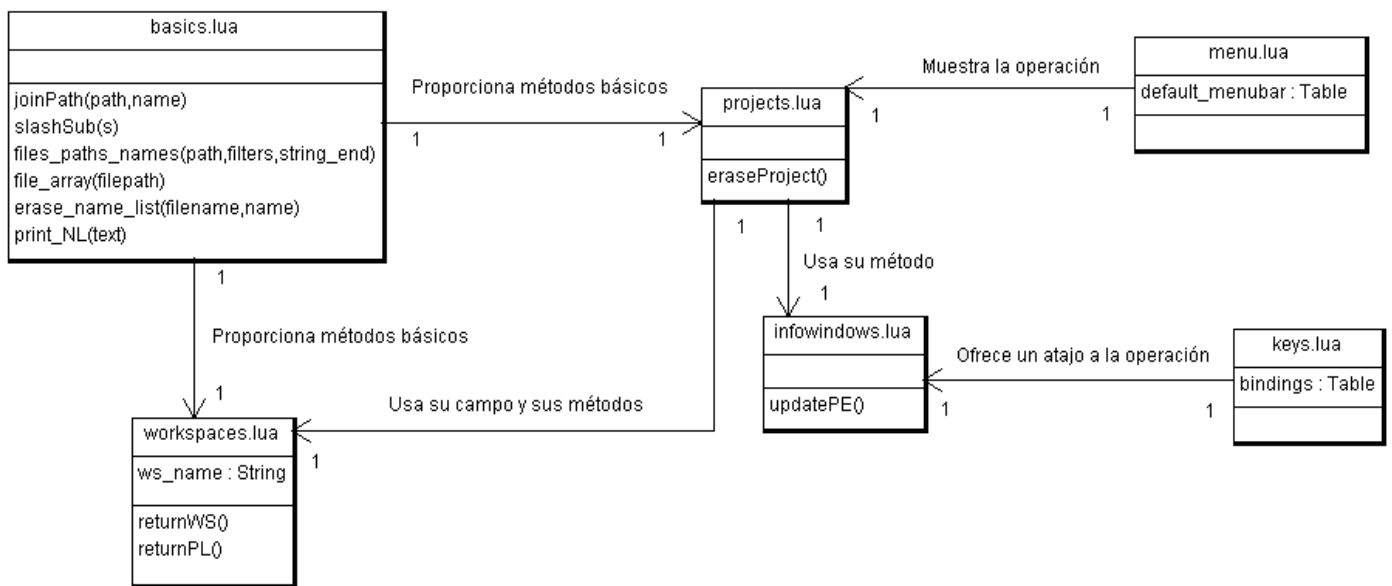 basics.lua
joinPath(path,name)
slashSub(s)
files_paths_names(path,filters,string_end)
file_array(filepath)
erase_name_list(filename,name)
print_NL(text)
Proporciona métodos básicos
1
1
projects.lua
eraseProject()
Muestra la operación
1
1
menu.lua
default_menubar : Table
1
Proporciona métodos básicos
1
workspaces.lua
ws_name : String
returnWS()
returnPL()
1
Usa su campo y sus métodos
1
1
Usa su método
1
infowindows.lua
updatePE()
Ofrece un atajo a la operación
1
1
keys.lua
bindings : Table